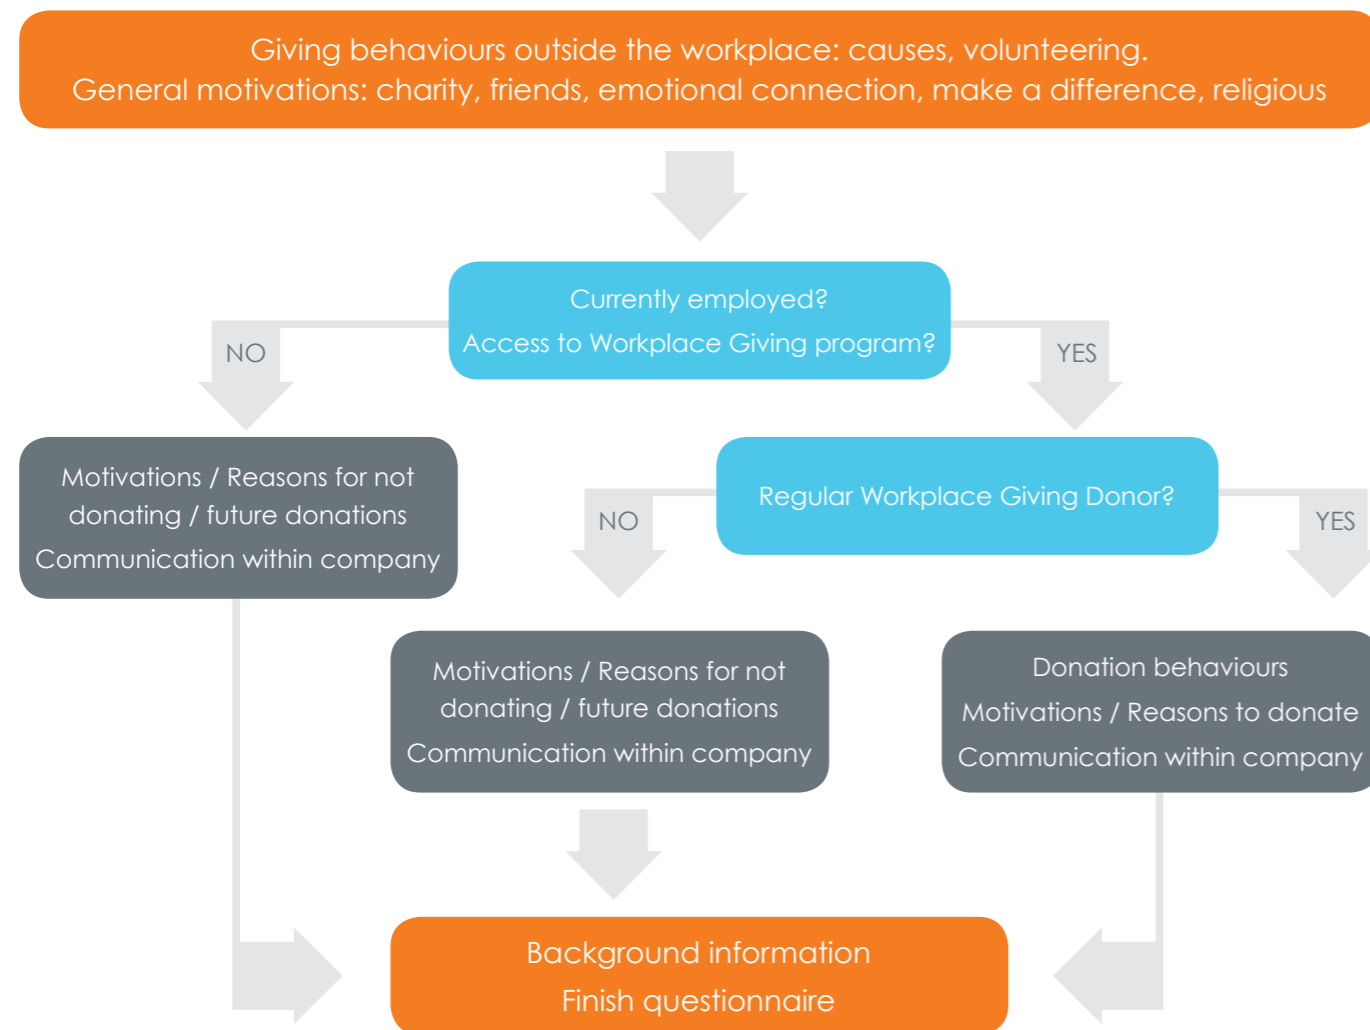 Giving behaviours outside the workplace: causes, volunteering.
General motivations: charity, friends, emotional connection, make a difference, religious
Currently employed?
Access to Workplace Giving program?
NO
YES
Motivations / Reasons for not
donating / future donations
Communication within company
Regular Workplace Giving Donor?
NO
YES
Motivations / Reasons for not
donating / future donations
Communication within company
Donation behaviours
Motivations / Reasons to donate
Communication within company
Background information
Finish questionnaire